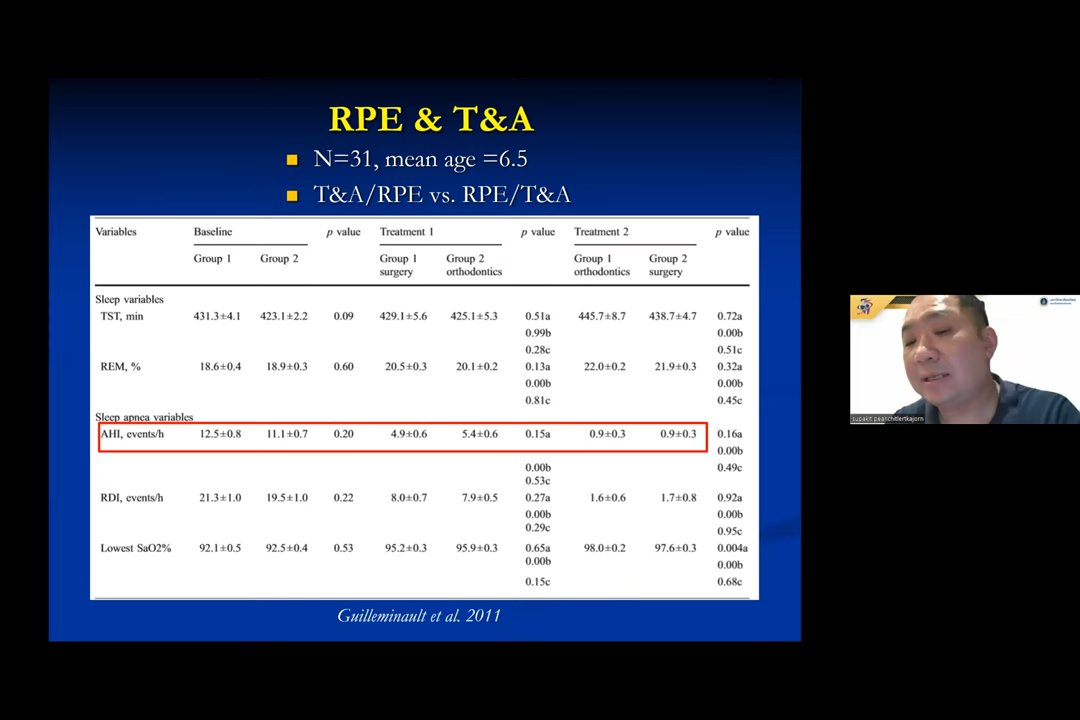 RPE & T&A
N=31, mean age =6.5
T&A/RPE vs. RPE/T&A
Variables Baseline p value Treatment 1 p value Treatment 2 p value
Group 1 Group 2 Group 1 surgery Group 2 orthodontics Group 1 orthodontics Group 2 surgery
Sleep variables
TST, min 431.3±4.1 423.1±2.2 0.09 429.1±5.6 425.1±5.3 0.51a 445.7±8.7 438.7±4.7 0.72a
0.99b 0.00b
0.28c 0.51c
REM, % 18.6±0.4 18.9±0.3 0.60 20.5±0.3 20.1±0.2 0.13a 22.0±0.2 21.9±0.3 0.32a
0.00b 0.00b
0.81c 0.45c
Sleep apnea variables
AHI, events/h 12.5±0.8 11.1±0.7 0.20 4.9±0.6 5.4±0.6 0.15a 0.9±0.3 0.9±0.3 0.16a
0.00b
0.00b 0.49c
0.53c
RDI, events/h 21.3±1.0 19.5±1.0 0.22 8.0±0.7 7.9±0.5 0.27a 1.6±0.6 1.7±0.8 0.92a
0.00b 0.00b
0.29c 0.95c
Lowest SaO2% 92.1±0.5 92.5±0.4 0.53 95.2±0.3 95.9±0.3 0.65a 98.0±0.2 97.6±0.3 0.004a
0.00b 0.00b
0.15c 0.68c
Guilleminault et al. 2011
supakit peanchitlertkajorn